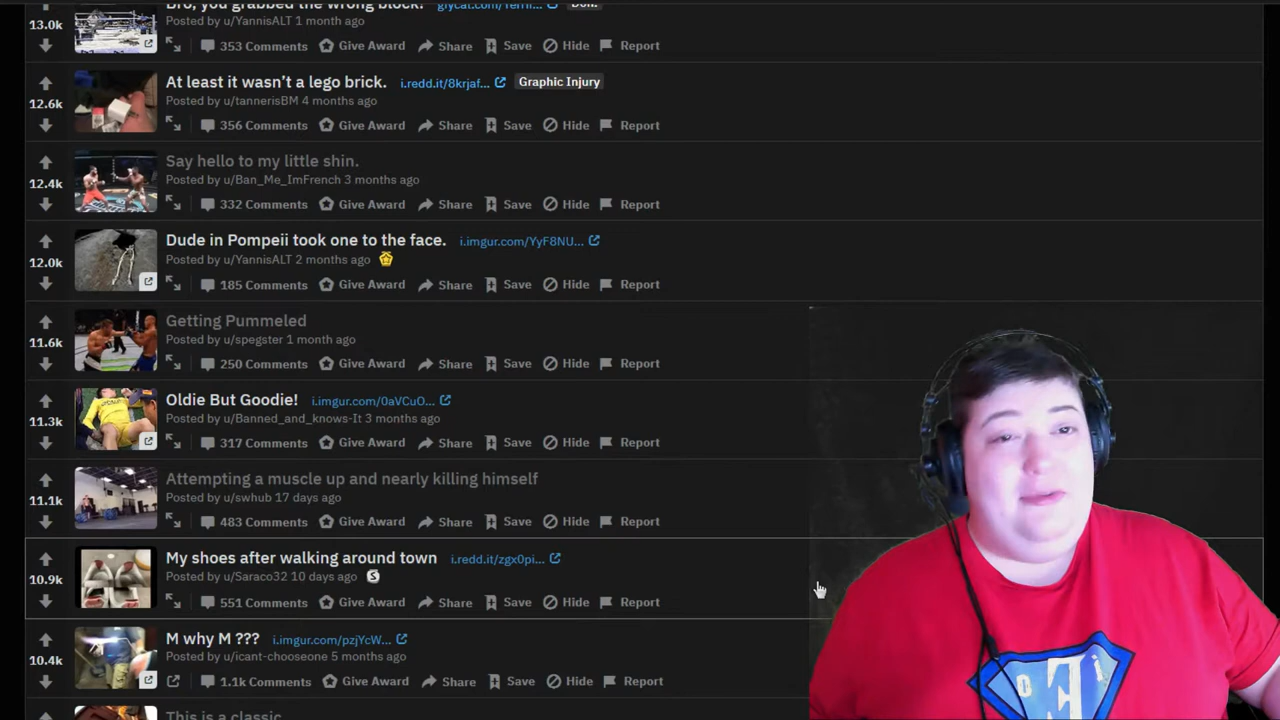 Bro, you grabbed the wrong block! Don.
13.0k
Posted by u/YannisALT 1 month ago
353 Comments Give Award Share Save Hide Report
At least it wasn't a lego brick. i.redd.it/8krjaf... Graphic Injury
12.6k
Posted by u/tannerisBM 4 months ago
356 Comments Give Award Share Save Hide Report
Say hello to my little shin.
12.4k
Posted by u/Ban_Me_ImFrench 3 months ago
332 Comments Give Award Share Save Hide Report
Dude in Pompeii took one to the face. i.imgur.com/YyF8NU...
12.0k
Posted by u/YannisALT 2 months ago
185 Comments Give Award Share Save Hide Report
Getting Pummeled
11.6k
Posted by u/spegster 1 month ago
250 Comments Give Award Share Save Hide Report
Oldie But Goodie! i.imgur.com/0aVCuO...
11.3k
Posted by u/Banned_and_knows-It 3 months ago
317 Comments Give Award Share Save Hide Report
Attempting a muscle up and nearly killing himself
11.1k
Posted by u/swhub 17 days ago
483 Comments Give Award Share Save Hide Report
My shoes after walking around town i.redd.it/zgx0pi...
10.9k
Posted by u/Saraco32 10 days ago S
551 Comments Give Award Share Save Hide Report
M why M ??? i.imgur.com/pzjYcW...
10.4k
Posted by u/icant-chooseone 5 months ago
1.1k Comments Give Award Share Save Hide Report
This is a classic